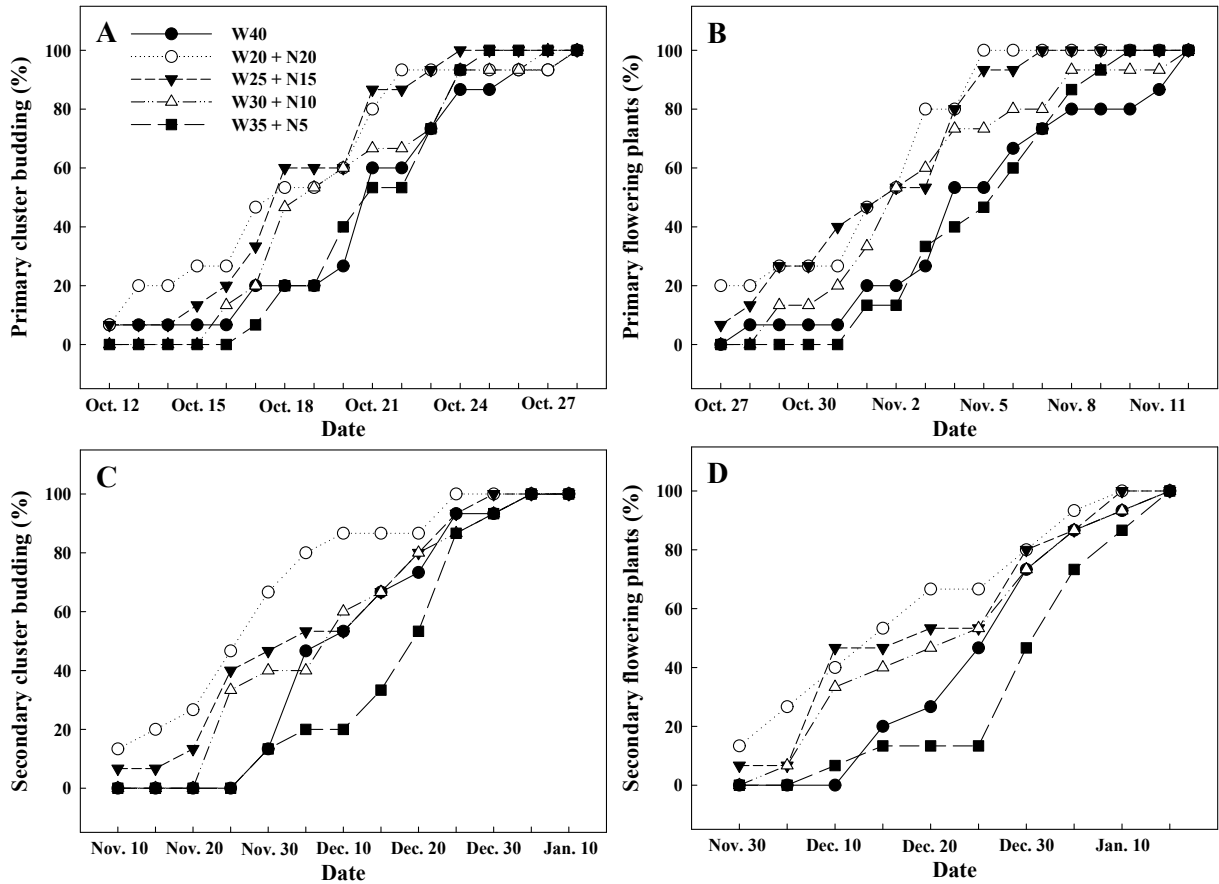 A
W40
W20 + N20
W25 + N15
W30 + N10
W35 + N5
Primary cluster budding (%)
100
80
60
40
20
0
Oct. 12 Oct. 15 Oct. 18 Oct. 21 Oct. 24 Oct. 27
Date
B
Primary flowering plants (%)
100
80
60
40
20
0
Oct. 27 Oct. 30 Nov. 2 Nov. 5 Nov. 8 Nov. 11
Date
C
Secondary cluster budding (%)
100
80
60
40
20
0
Nov. 10 Nov. 20 Nov. 30 Dec. 10 Dec. 20 Dec. 30 Jan. 10
Date
D
Secondary flowering plants (%)
100
80
60
40
20
0
Nov. 30 Dec. 10 Dec. 20 Dec. 30 Jan. 10
Date